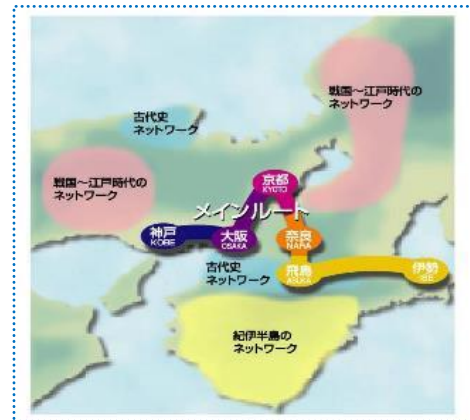 戦国～江戸時代の
ネットワーク
古代史
ネットワーク
戦国～江戸時代の
ネットワーク
京都
KYOTO
メインルート
神戸
KOBE
大阪
OSAKA
奈良
NARA
古代史
ネットワーク
飛鳥
ASUKA
伊勢
ISE
紀伊半島の
ネットワーク